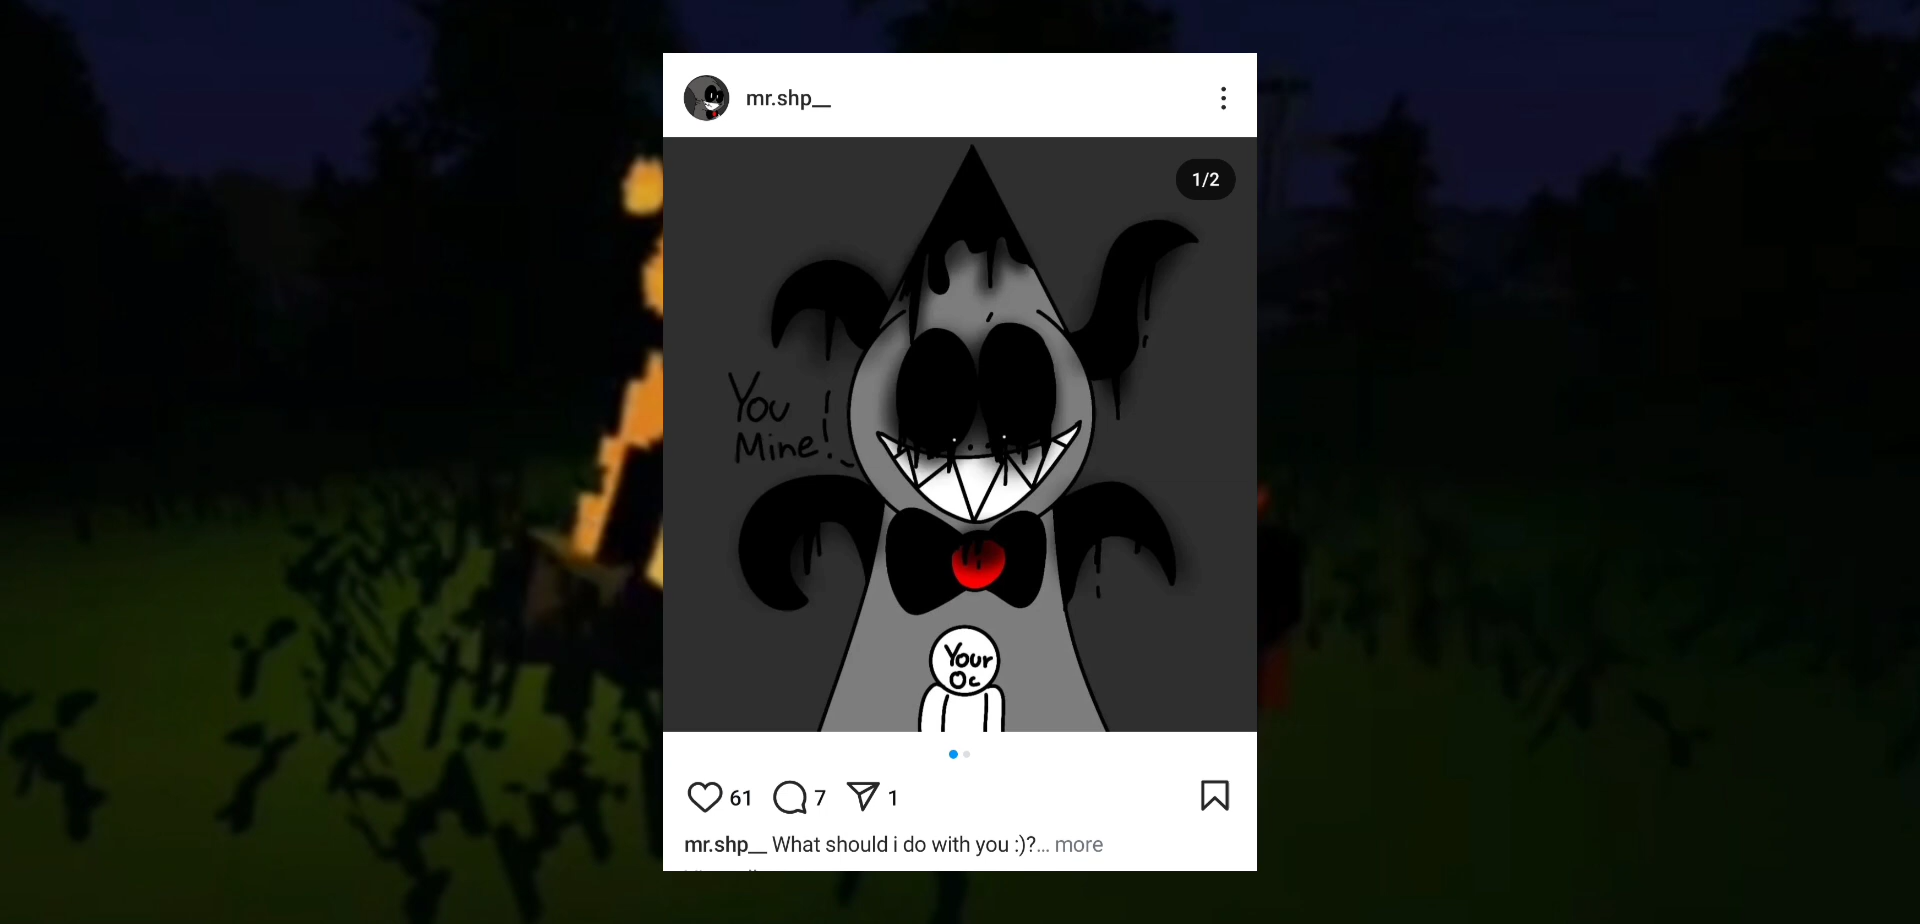 mr.shp__
1/2
You
Mine!
Your
Oc
61 7 1
mr.shp__ What should i do with you :)?... more